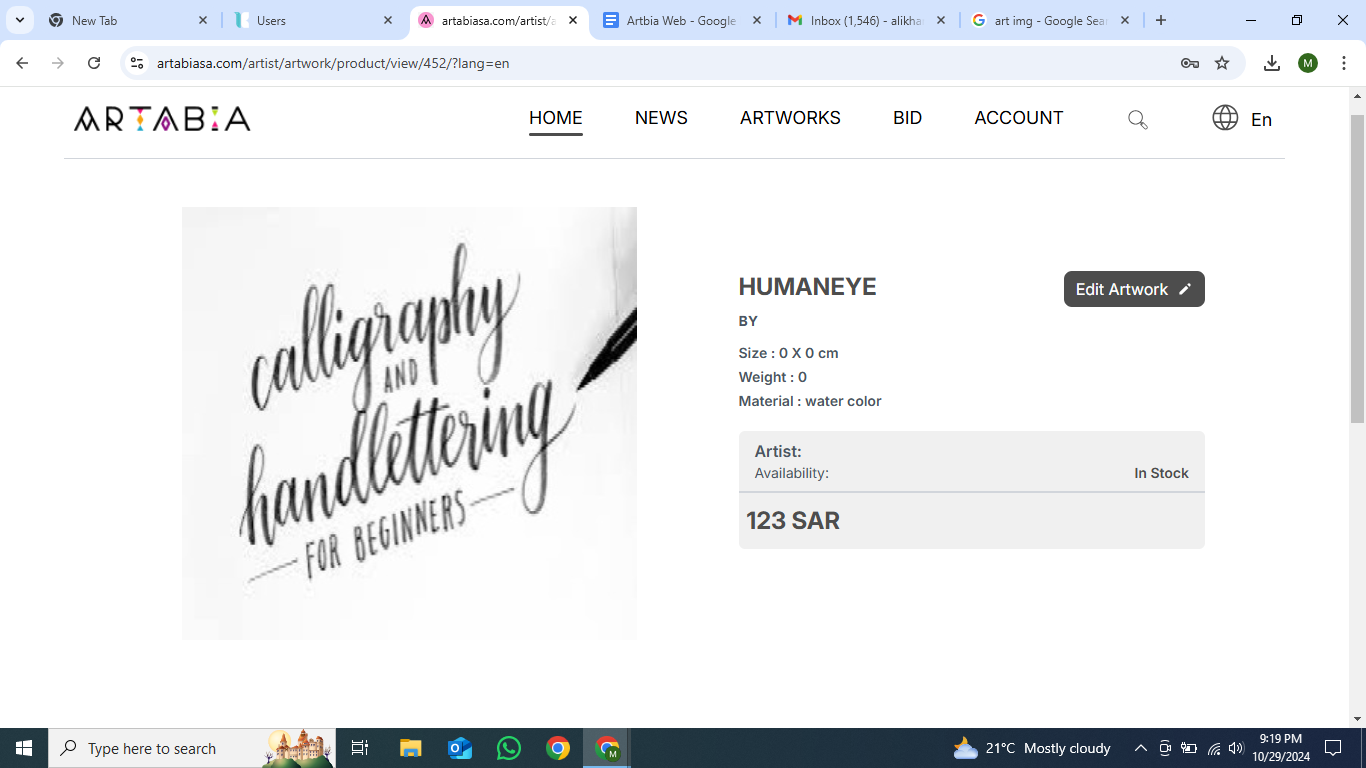 New Tab
Users
artabiasa.com/artist/a
Artbia Web - Google
Inbox (1,546) - alikha
art img - Google Sear
artabiasa.com/artist/artwork/product/view/452/?lang=en
M
ARTABIA
HOME
NEWS
ARTWORKS
BID
ACCOUNT
En
calligraphy
AND
handlettering
FOR BEGINNERS
HUMANEYE
Edit Artwork
BY
Size : 0 X 0 cm
Weight : 0
Material : water color
Artist:
Availability:
In Stock
123 SAR
Type here to search
M
21°C Mostly cloudy
9:19 PM
10/29/2024